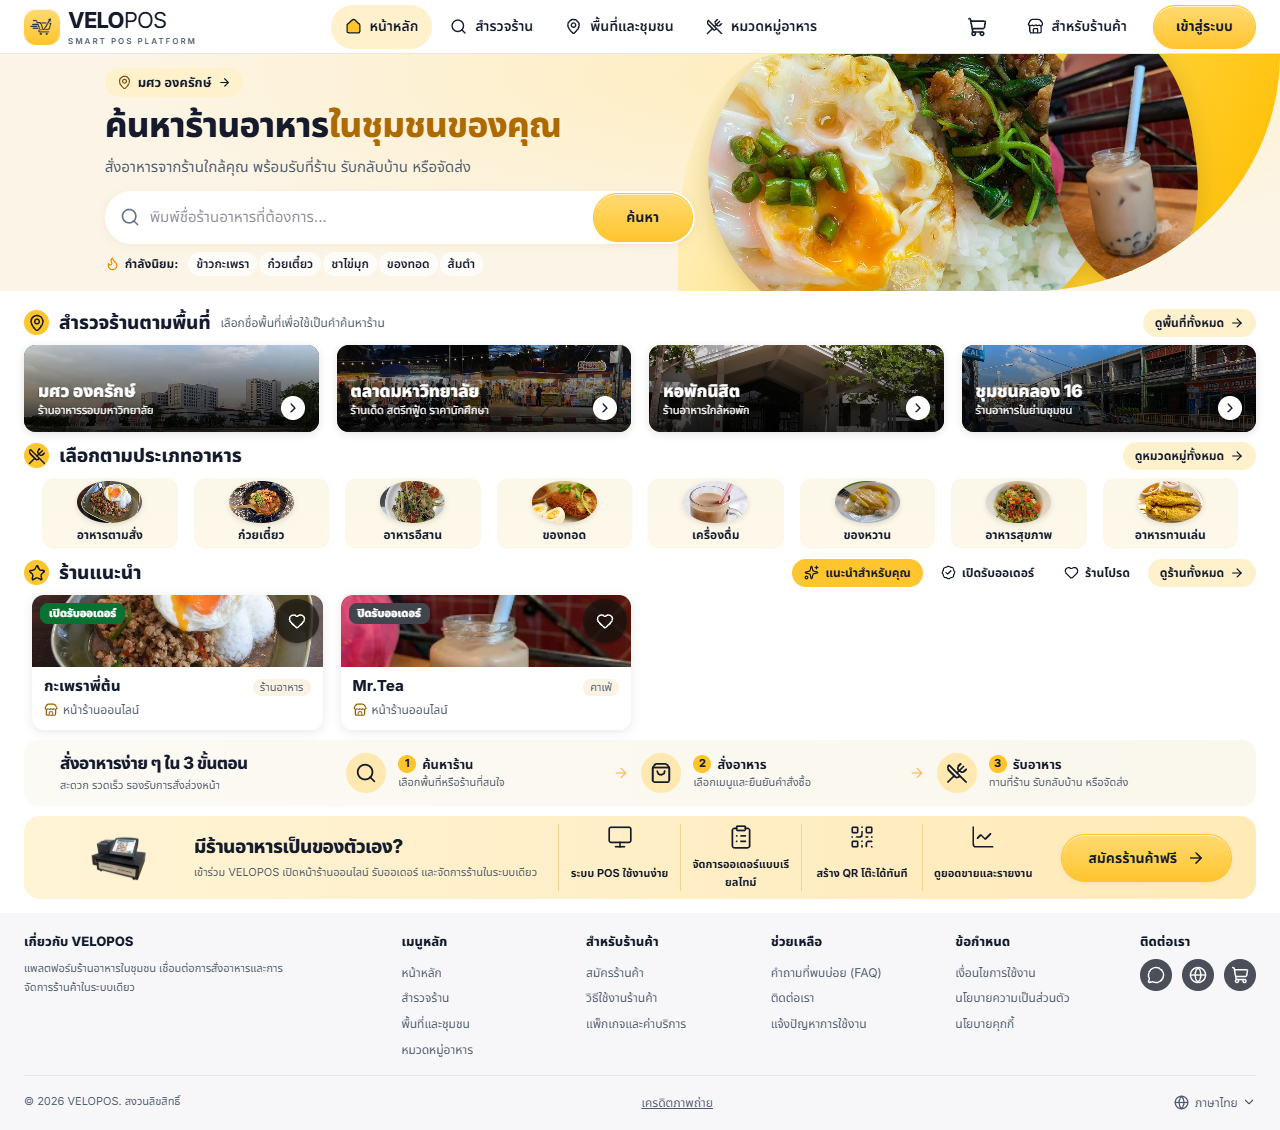 VELOPOS
SMART POS PLATFORM
หน้าหลัก
สำรวจร้าน
พื้นที่และชุมชน
หมวดหมู่อาหาร
สำหรับร้านค้า
เข้าสู่ระบบ
มศว องครักษ์
ค้นหาร้านอาหารในชุมชนของคุณ
สั่งอาหารจากร้านใกล้คุณ พร้อมรับที่ร้าน รับกลับบ้าน หรือจัดส่ง
พิมพ์ชื่อร้านอาหารที่ต้องการ...
ค้นหา
กำลังนิยม:
ข้าวกะเพรา
ก๋วยเตี๋ยว
ชาไข่มุก
ของทอด
ส้มตำ
สำรวจร้านตามพื้นที่
เลือกชื่อพื้นที่เพื่อใช้เป็นคำค้นหาร้าน
ดูพื้นที่ทั้งหมด
มศว องครักษ์
ร้านอาหารรอบมหาวิทยาลัย
ตลาดมหาวิทยาลัย
ร้านเด็ด สตรีทฟู้ด ราคานักศึกษา
หอพักนิสิต
ร้านอาหารใกล้หอพัก
ชุมชนคลอง 16
ร้านอาหารในย่านชุมชน
เลือกตามประเภทอาหาร
ดูหมวดหมู่ทั้งหมด
อาหารตามสั่ง
ก๋วยเตี๋ยว
อาหารอีสาน
ของทอด
เครื่องดื่ม
ของหวาน
อาหารสุขภาพ
อาหารทานเล่น
ร้านแนะนำ
แนะนำสำหรับคุณ
เปิดรับออเดอร์
ร้านโปรด
ดูร้านทั้งหมด
เปิดรับออเดอร์
กะเพราพี่ต้น
ร้านอาหาร
หน้าร้านออนไลน์
ปิดรับออเดอร์
Mr.Tea
คาเฟ่
หน้าร้านออนไลน์
สั่งอาหารง่าย ๆ ใน 3 ขั้นตอน
สะดวก รวดเร็ว รองรับการสั่งล่วงหน้า
1 ค้นหาร้าน
เลือกพื้นที่หรือร้านที่สนใจ
2 สั่งอาหาร
เลือกเมนูและยืนยันคำสั่งซื้อ
3 รับอาหาร
ทานที่ร้าน รับกลับบ้าน หรือจัดส่ง
มีร้านอาหารเป็นของตัวเอง?
เข้าร่วม VELOPOS เปิดหน้าร้านออนไลน์ รับออเดอร์ และจัดการร้านในระบบเดียว
ระบบ POS ใช้งานง่าย
จัดการออเดอร์แบบเรี
ยลไทม์
สร้าง QR โต๊ะได้ทันที
ดูยอดขายและรายงาน
สมัครร้านค้าฟรี
เกี่ยวกับ VELOPOS
แพลตฟอร์มร้านอาหารในชุมชน เชื่อมต่อการสั่งอาหารและการ
จัดการร้านค้าในระบบเดียว
เมนูหลัก
หน้าหลัก
สำรวจร้าน
พื้นที่และชุมชน
หมวดหมู่อาหาร
สำหรับร้านค้า
สมัครร้านค้า
วิธีใช้งานร้านค้า
แพ็กเกจและค่าบริการ
ช่วยเหลือ
คำถามที่พบบ่อย (FAQ)
ติดต่อเรา
แจ้งปัญหาการใช้งาน
ข้อกำหนด
เงื่อนไขการใช้งาน
นโยบายความเป็นส่วนตัว
นโยบายคุกกี้
ติดต่อเรา
© 2026 VELOPOS. สงวนลิขสิทธิ์
เครดิตภาพถ่าย
ภาษาไทย